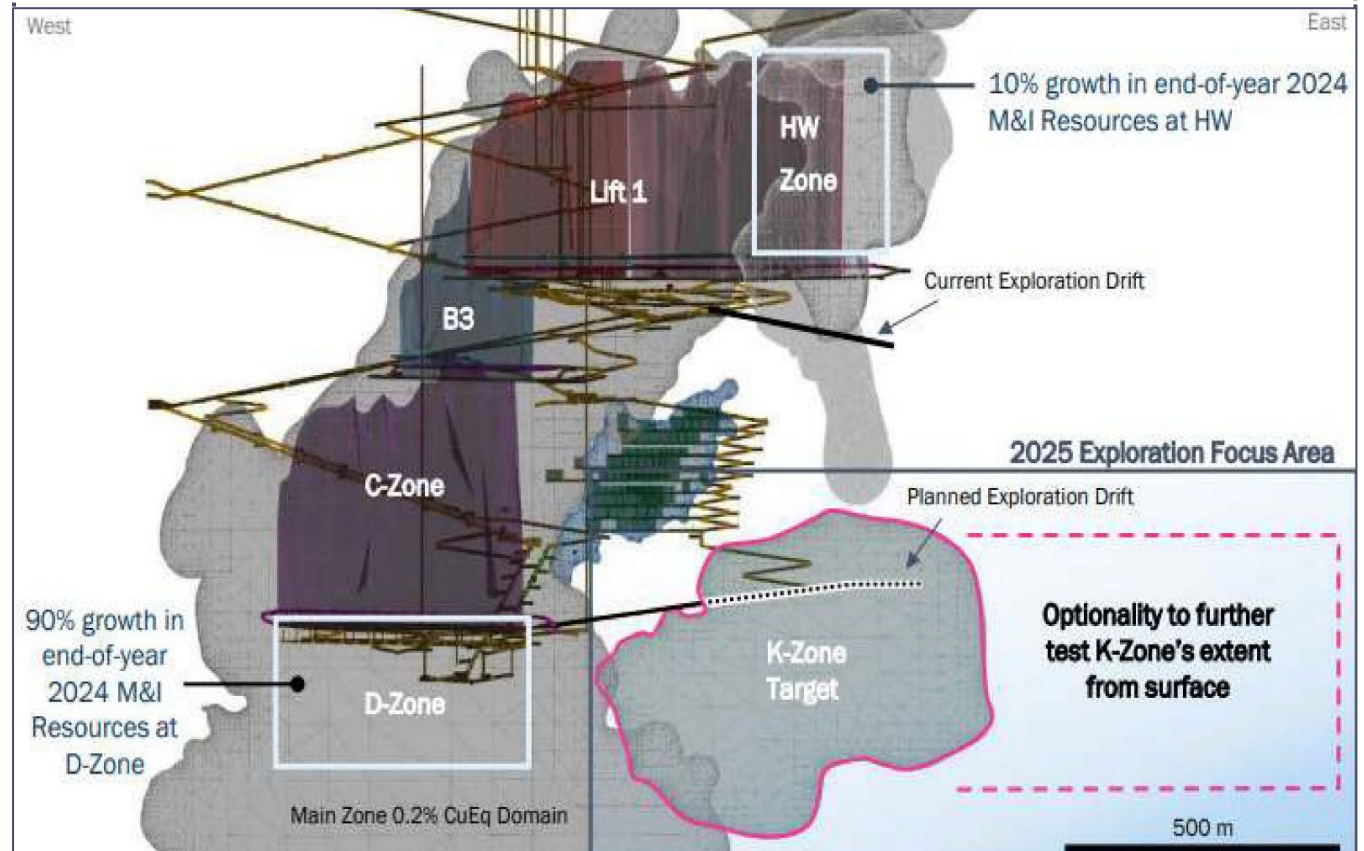 West
East
10% growth in end-of-year 2024
M&I Resources at HW
HW
Zone
Lift 1
Current Exploration Drift
B3
2025 Exploration Focus Area
C-Zone
Planned Exploration Drift
90% growth in
end-of-year
2024 M&I
Resources at
D-Zone
Optionality to further
test K-Zone's extent
from surface
K-Zone
Target
D-Zone
Main Zone 0.2% CuEq Domain
500 m